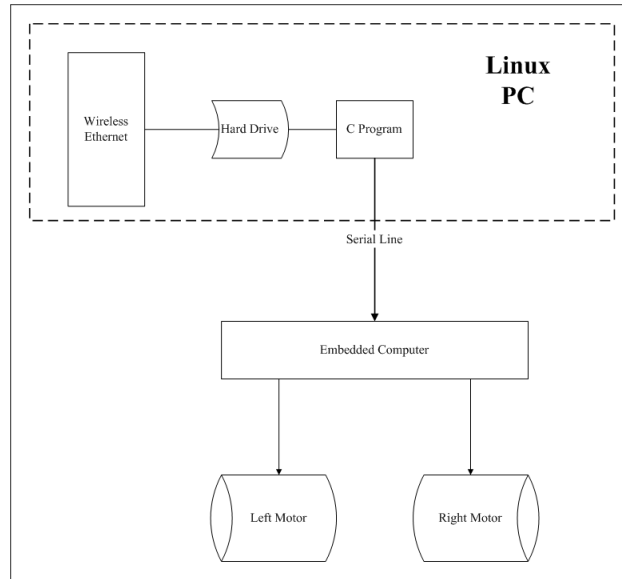 Linux
PC
Wireless
Ethernet
Hard Drive
C Program
Serial Line
Embedded Computer
Left Motor
Right Motor